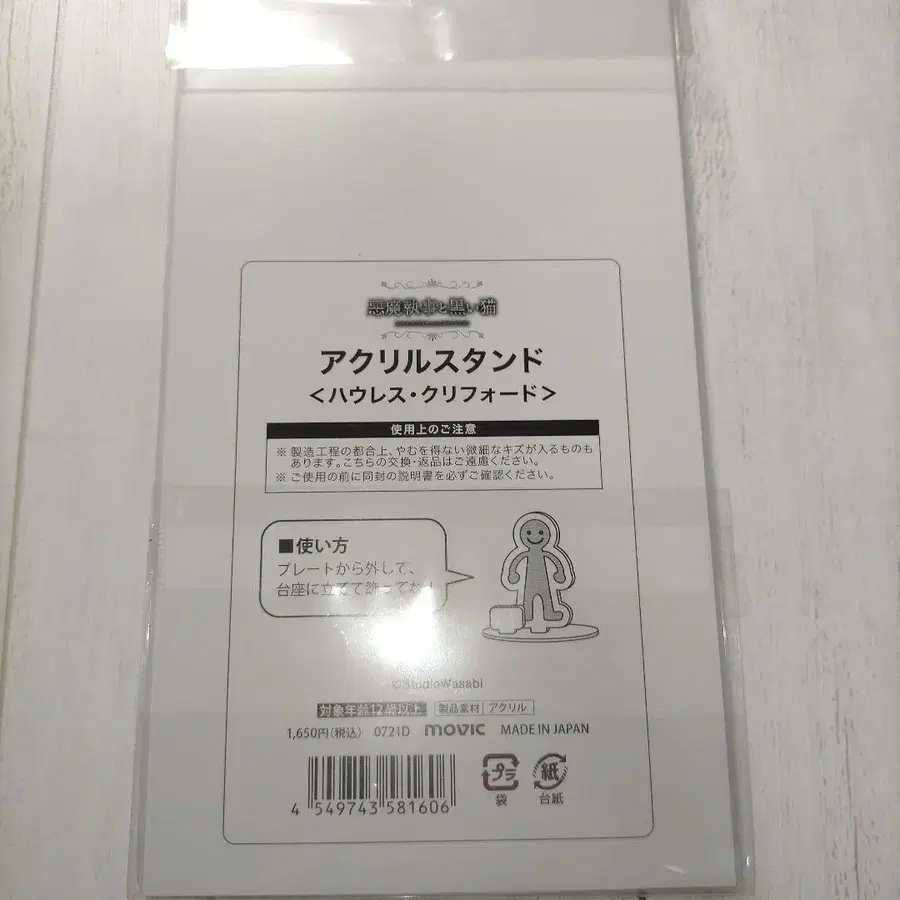 悪魔執事と黒い猫
アクリルスタンド
<ハウレス・クリフォード>
使用上のご注意
※ 製造工程の都合上、やむを得ない微細なキズが入るものも
あります。こちらの交換・返品はご遠慮ください。
※ ご使用の前に同封の説明書を必ずご確認ください。
■使い方
プレートから外して、
台座に立てて飾ってね!
©StudioWasabi
対象年齢12歳以上 製品素材 アクリル
1,650円(税込) 0721D movic MADE IN JAPAN
4 549743 581606
プラ 紙
袋 台紙